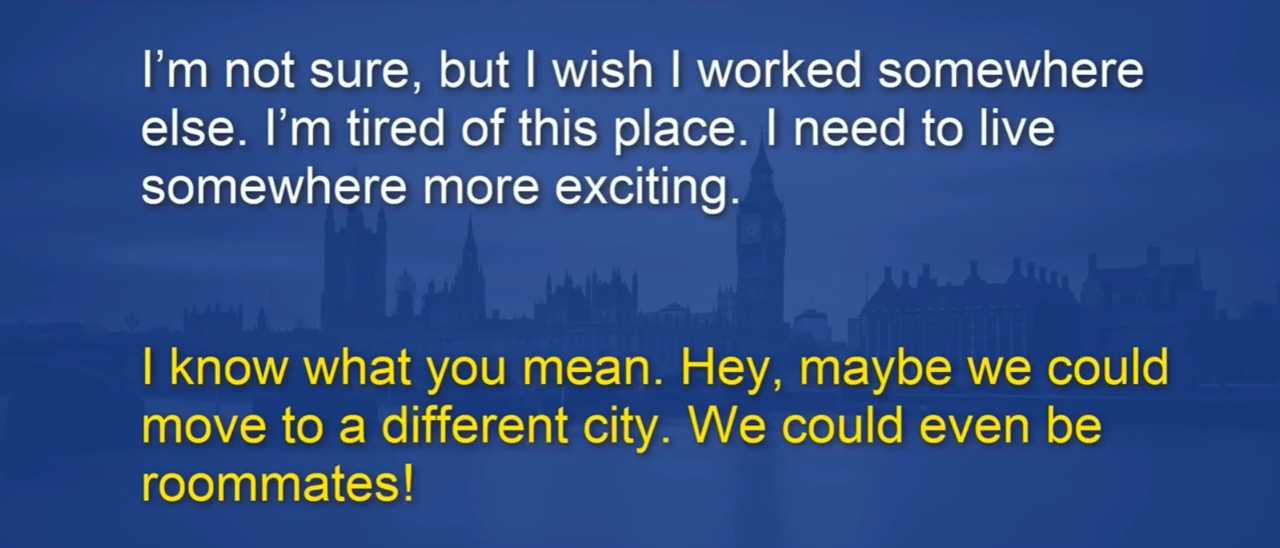 I’m not sure, but I wish I worked somewhere
else. I’m tired of this place. I need to live
somewhere more exciting.
I know what you mean. Hey, maybe we could
move to a different city. We could even be
roommates!